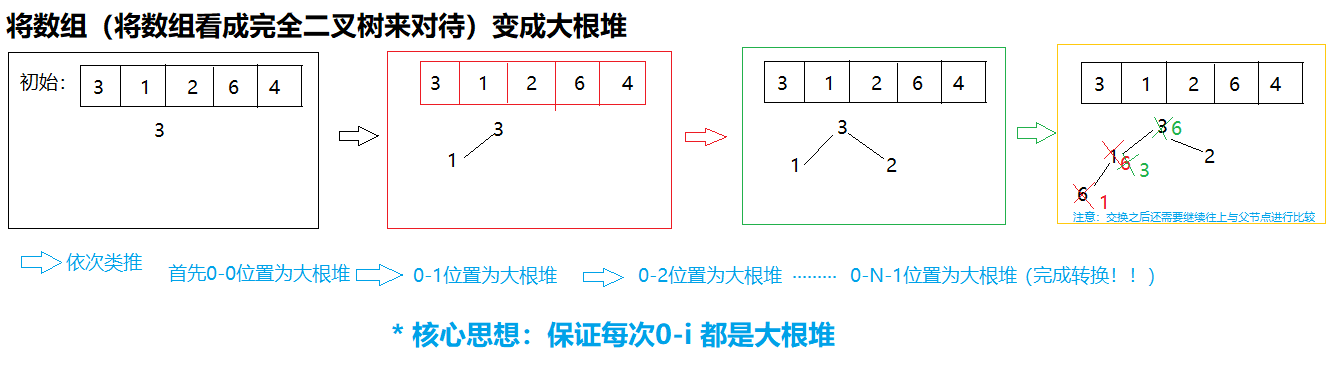 将数组（将数组看成完全二叉树来对待）变成大根堆
初始：
3 1 2 6 4
3
3 1 2 6 4
3
1
3 1 2 6 4
3
1 2
3 1 2 6 4
3 6
1 6 3 2
6 1
注意：交换之后还需要继续往上与父节点进行比较
依次类推
首先0-0位置为大根堆 0-1位置为大根堆 0-2位置为大根堆 ········· 0-N-1位置为大根堆 (完成转换！！)
* 核心思想：保证每次0-i 都是大根堆